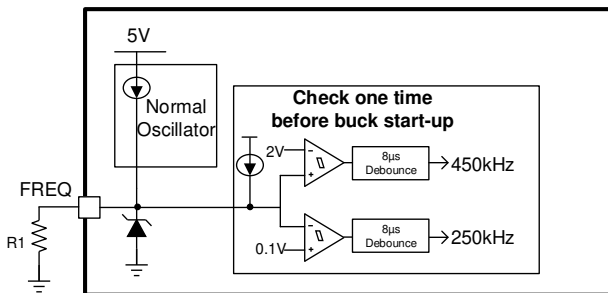 5V
Normal
Oscillator
Check one time
before buck start-up
2V
8µs
Debounce
450kHz
FREQ
R1
0.1V
8µs
Debounce
250kHz